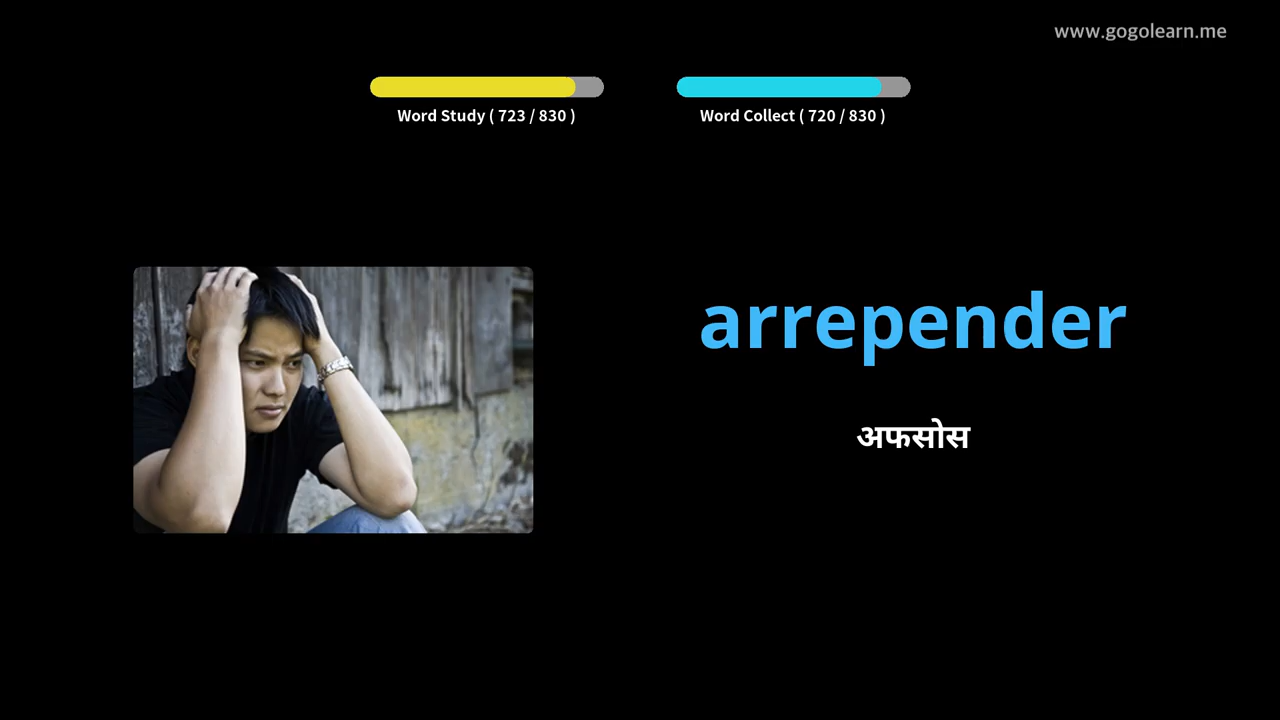 www.gogolearn.me
Word Study ( 723 / 830 )
Word Collect ( 720 / 830 )
arrepender
अफसोस